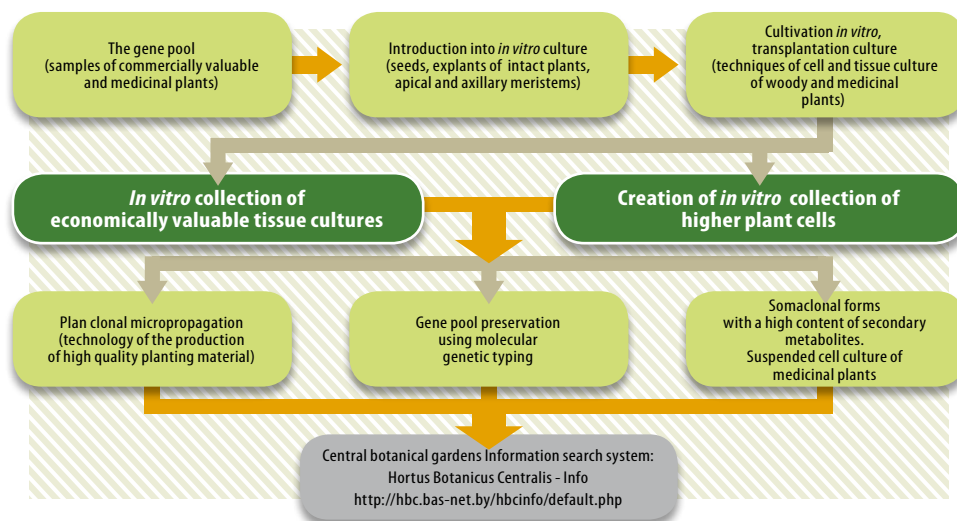 The gene pool
(samples of commercially valuable
and medicinal plants)
Introduction into in vitro culture
(seeds, explants of intact plants,
apical and axillary meristems)
Cultivation in vitro,
transplantation culture
(techniques of cell and tissue culture
of woody and medicinal
plants)
In vitro collection of
economically valuable tissue cultures
Creation of in vitro collection of
higher plant cells
Plan clonal micropropagation
(technology of the production
of high quality planting material)
Gene pool preservation
using molecular
genetic typing
Somaclonal forms
with a high content of secondary
metabolites.
Suspended cell culture of
medicinal plants
Central botanical gardens Information search system:
Hortus Botanicus Centralis - Info
http://hbc.bas-net.by/hbcinfo/default.php